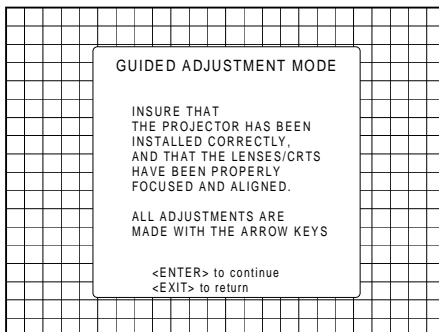 GUIDED ADJUSTMENT MODE
INSURE THAT
THE PROJECTOR HAS BEEN
INSTALLED CORRECTLY,
AND THAT THE LENSES/CRTS
HAVE BEEN PROPERLY
FOCUSED AND ALIGNED.
ALL ADJUSTMENTS ARE
MADE WITH THE ARROW KEYS
<ENTER> to continue
<EXIT> to return